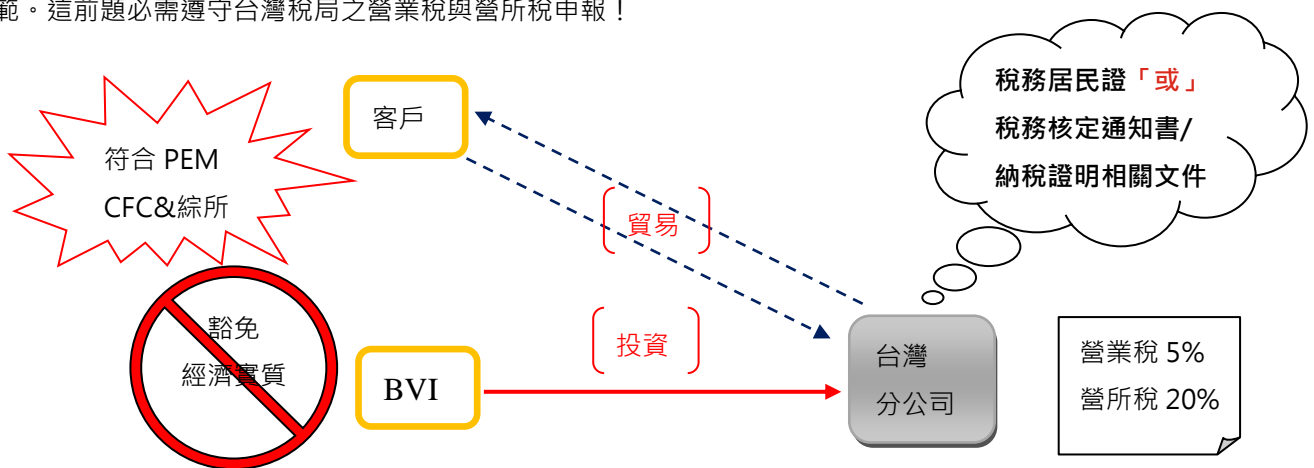 範。這前題必需遵守台灣稅局之營業稅與營所稅申報！
稅務居民證「或」
稅務核定通知書/
納稅證明相關文件
客戶
符合 PEM
CFC&綜所
貿易
豁免
經濟實質
投資
BVI
台灣
分公司
營業稅 5%
營所稅 20%